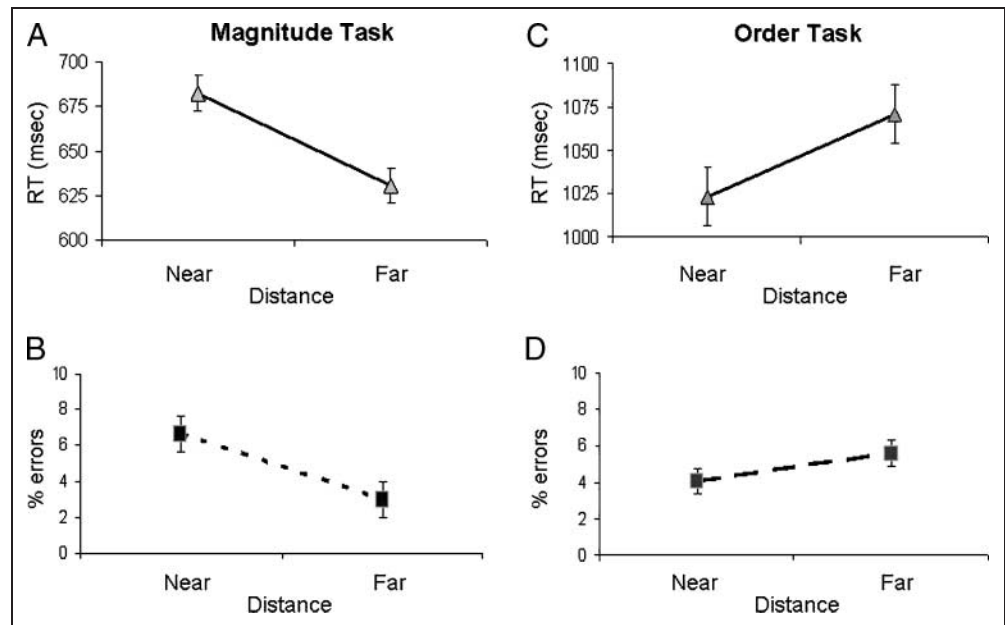 A
Magnitude Task
RT (msec)
700
675
650
625
600
Near Far
Distance
C
Order Task
RT (msec)
1100
1075
1050
1025
1000
Near Far
Distance
B
% errors
10
8
6
4
2
0
Near Far
Distance
D
% errors
10
8
6
4
2
0
Near Far
Distance